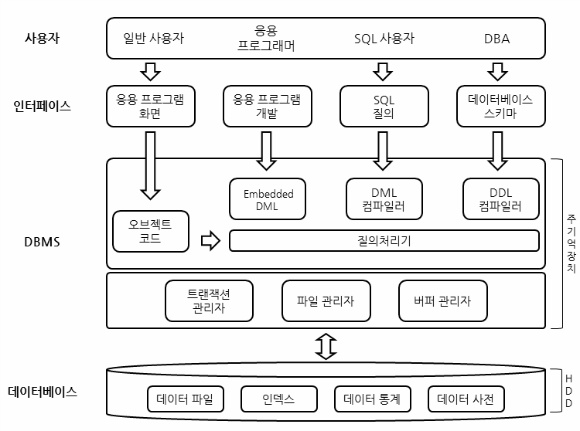 사용자
일반 사용자
응용
프로그래머
SQL 사용자
DBA
인터페이스
응용 프로그램
화면
응용 프로그램
개발
SQL
질의
데이터베이스
스키마
DBMS
Embedded
DML
DML
컴파일러
DDL
컴파일러
오브젝트
코드
질의처리기
트랜잭션
관리자
파일 관리자
버퍼 관리자
주기억장치
데이터베이스
데이터 파일
인덱스
데이터 통계
데이터 사전
HDD